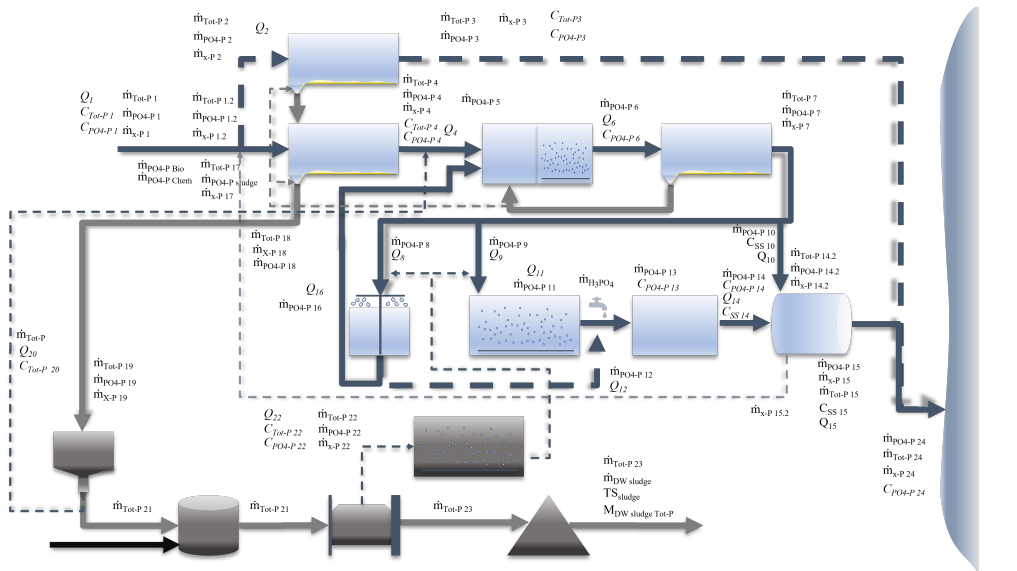 ṁTot-P 2
ṁPO4-P 2
ṁx-P 2
Q2
ṁTot-P 3
ṁPO4-P 3
ṁx-P 3
CTot-P3
CPO4-P3
Q1
CTot-P 1
CPO4-P 1
ṁTot-P 1
ṁPO4-P 1
ṁx-P 1
ṁTot-P 1.2
ṁPO4-P 1.2
ṁx-P 1.2
ṁTot-P 4
ṁPO4-P 4
ṁx-P 4
CTot-P 4
CPO4-P 4
Q4
ṁPO4-P 5
ṁPO4-P 6
Q6
CPO4-P 6
ṁTot-P 7
ṁPO4-P 7
ṁx-P 7
ṁPO4-P Bio
ṁPO4-P Chem
ṁTot-P 17
ṁPO4-P sludge
ṁx-P 17
ṁTot-P 18
ṁX-P 18
ṁPO4-P 18
ṁPO4-P 8
Q8
ṁPO4-P 9
Q9
ṁPO4-P 10
CSS 10
Q10
ṁTot-P 14.2
ṁPO4-P 14.2
ṁx-P 14.2
Q16
ṁPO4-P 16
Q11
ṁPO4-P 11
ṁH3PO4
ṁPO4-P 13
CPO4-P 13
ṁPO4-P 14
CPO4-P 14
Q14
CSS 14
ṁTot-P
Q20
CTot-P 20
ṁTot-P 19
ṁPO4-P 19
ṁX-P 19
ṁPO4-P 12
Q12
ṁPO4-P 15
ṁx-P 15
ṁTot-P 15
CSS 15
Q15
ṁx-P 15.2
Q22
CTot-P 22
CPO4-P 22
ṁTot-P 22
ṁPO4-P 22
ṁx-P 22
ṁPO4-P 24
ṁTot-P 24
ṁx-P 24
CPO4-P 24
ṁTot-P 21
ṁTot-P 21
ṁTot-P 23
ṁTot-P 23
ṁDW sludge
TSsludge
MDW sludge Tot-P